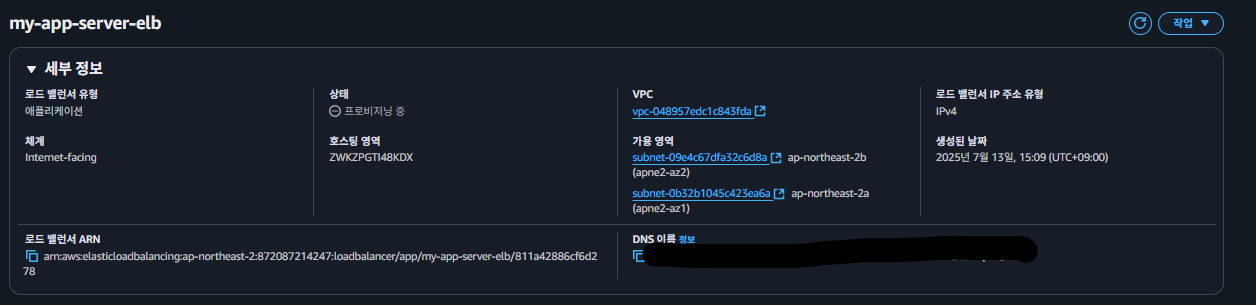 my-app-server-elb
작업
세부 정보
로드 밸런서 유형
애플리케이션
상태
프로비저닝 중
VPC
vpc-048957edc1c843fda
로드 밸런서 IP 주소 유형
IPv4
체계
Internet-facing
호스팅 영역
ZWKZPGTI48KDX
가용 영역
subnet-09e4c67dfa32c6d8a ap-northeast-2b
(apne2-az2)
subnet-0b32b1045c423ea6a ap-northeast-2a
(apne2-az1)
생성된 날짜
2025년 7월 13일, 15:09 (UTC+09:00)
로드 밸런서 ARN
arn:aws:elasticloadbalancing:ap-northeast-2:872087214247:loadbalancer/app/my-app-server-elb/811a42886cf6d2
78
DNS 이름 정보